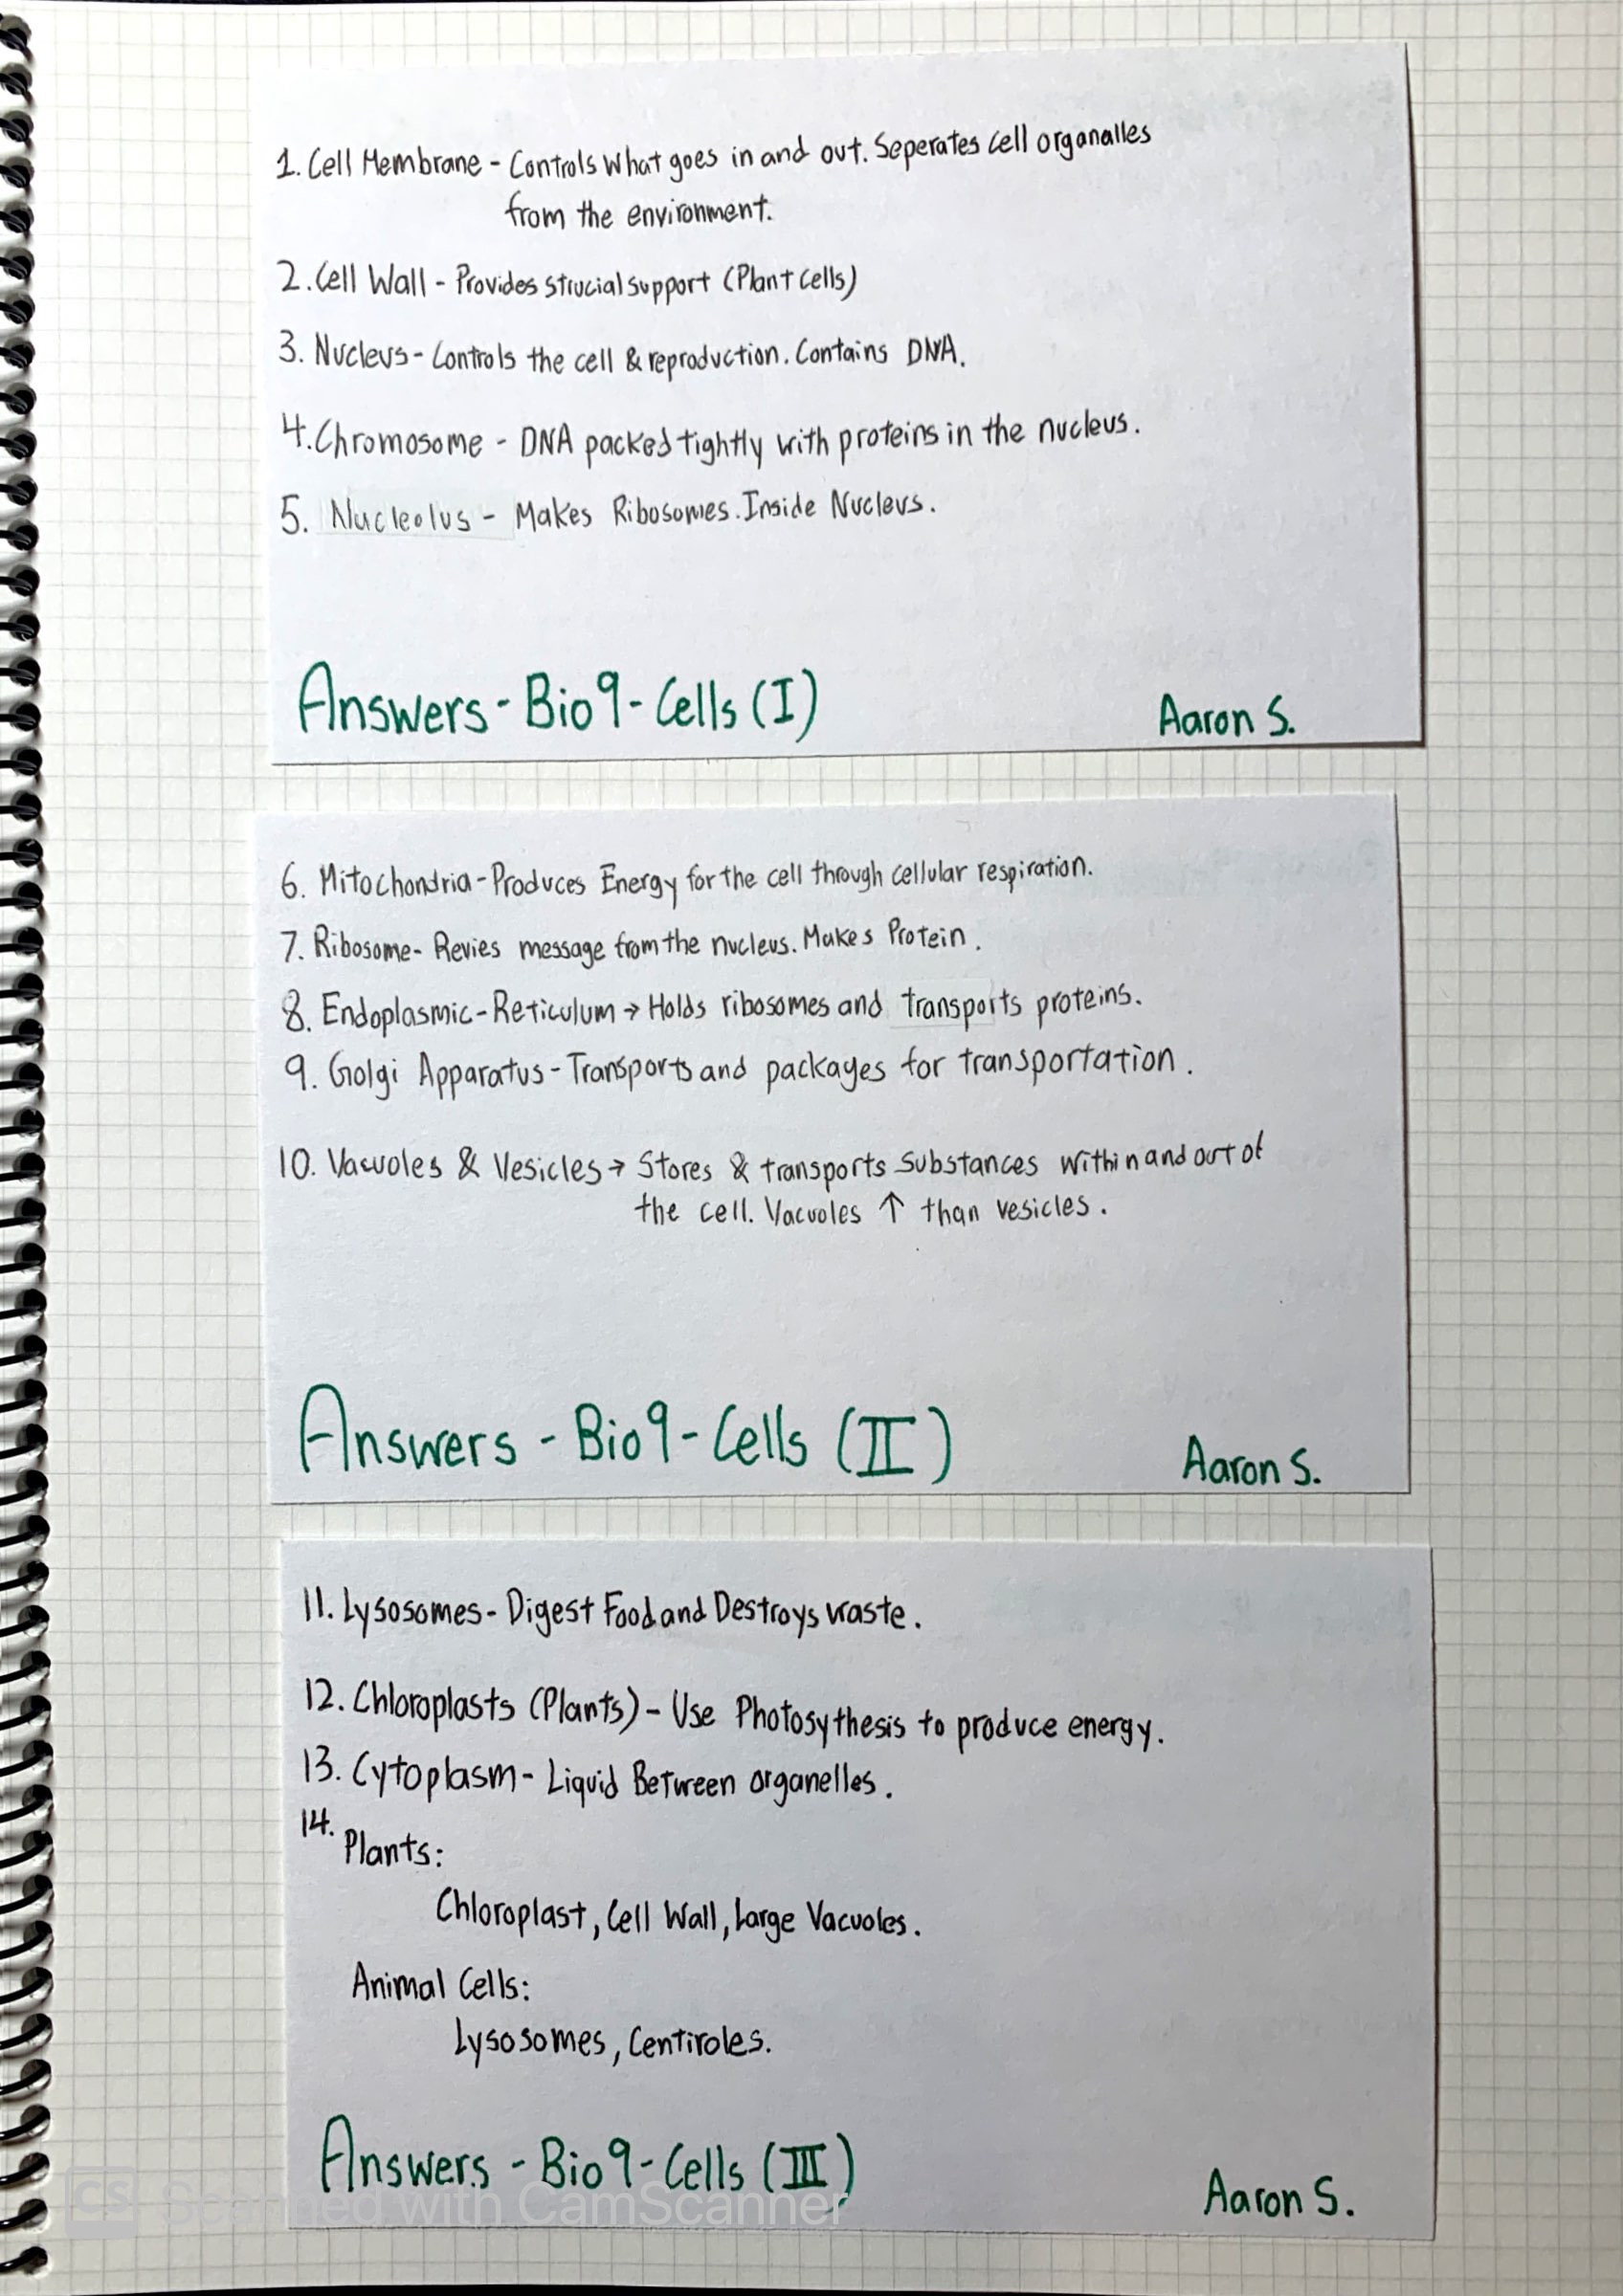 1. Cell Membrane - Controls what goes in and out. Seperates cell organalles
from the environment.
2. Cell Wall - Provides strucial support (Plant cells)
3. Nucleus - Controls the cell & reproduction. Contains DNA.
4. Chromosome - DNA packed tightly with proteins in the nucleus.
5. Nucleolus - Makes Ribosomes. Inside Nucleus.
Answers - Bio 9 - Cells (I) Aaron S.
6. Mitochondria - Produces Energy for the cell through cellular respiration.
7. Ribosome - Revies message from the nucleus. Makes Protein.
8. Endoplasmic-Reticulum → Holds ribosomes and transports proteins.
9. Golgi Apparatus - Transports and packages for transportation.
10. Vacuoles & Vesicles → Stores & transports substances within and out of
the cell. Vacuoles ↑ than vesicles.
Answers - Bio 9 - Cells (II) Aaron S.
11. Lysosomes - Digest Food and Destroys waste.
12. Chloroplasts (Plants) - Use Photosythesis to produce energy.
13. Cytoplasm - Liquid Between organelles.
14.
Plants:
Chloroplast, Cell Wall, Large Vacuoles.
Animal Cells:
Lysosomes, Centiroles.
Answers - Bio 9 - Cells (III) Aaron S.
CS Scanned with CamScanner